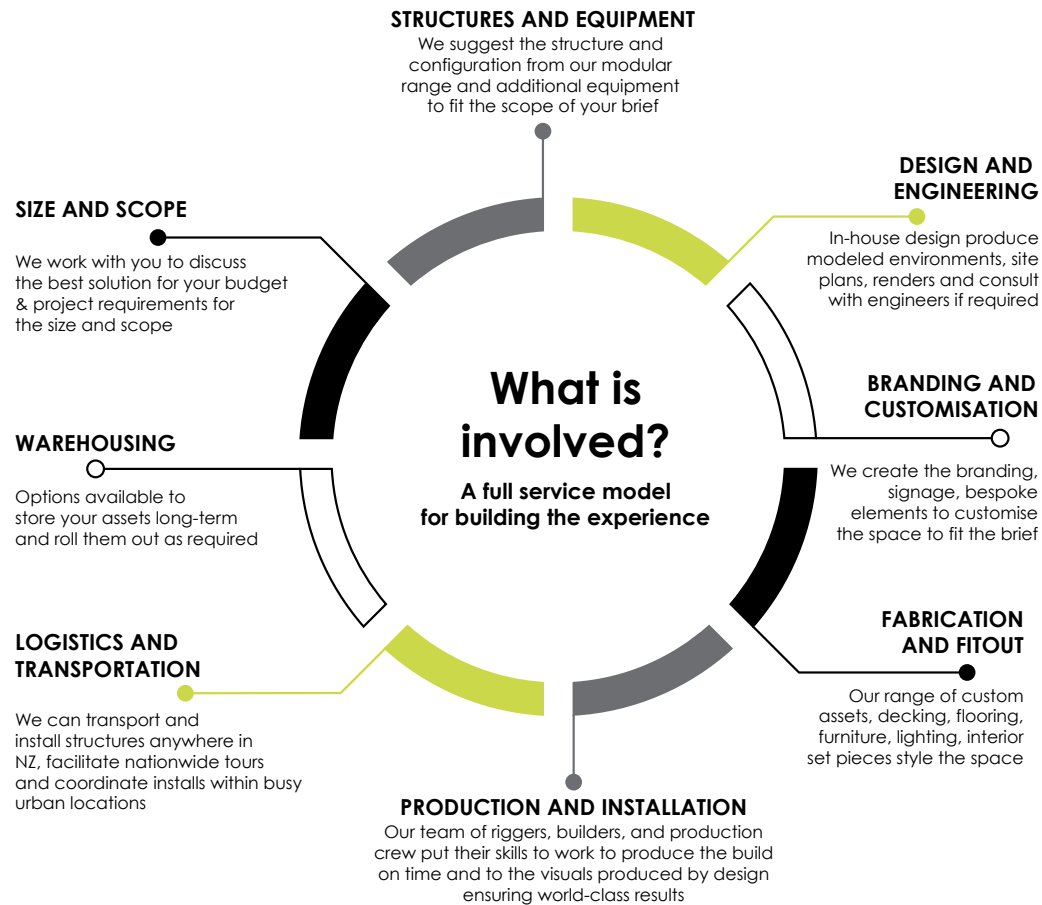 STRUCTURES AND EQUIPMENT
We suggest the structure and
configuration from our modular
range and additional equipment
to fit the scope of your brief
DESIGN AND
ENGINEERING
In-house design produce
modeled environments, site
plans, renders and consult
with engineers if required
BRANDING AND
CUSTOMISATION
We create the branding,
signage, bespoke
elements to customise
the space to fit the brief
FABRICATION
AND FITOUT
Our range of custom
assets, decking, flooring,
furniture, lighting, interior
set pieces style the space
PRODUCTION AND INSTALLATION
Our team of riggers, builders, and production
crew put their skills to work to produce the build
on time and to the visuals produced by design
ensuring world-class results
LOGISTICS AND
TRANSPORTATION
We can transport and
install structures anywhere in
NZ, facilitate nationwide tours
and coordinate installs within busy
urban locations
WAREHOUSING
Options available to
store your assets long-term
and roll them out as required
SIZE AND SCOPE
We work with you to discuss
the best solution for your budget
& project requirements for
the size and scope
What is
involved?
A full service model
for building the experience